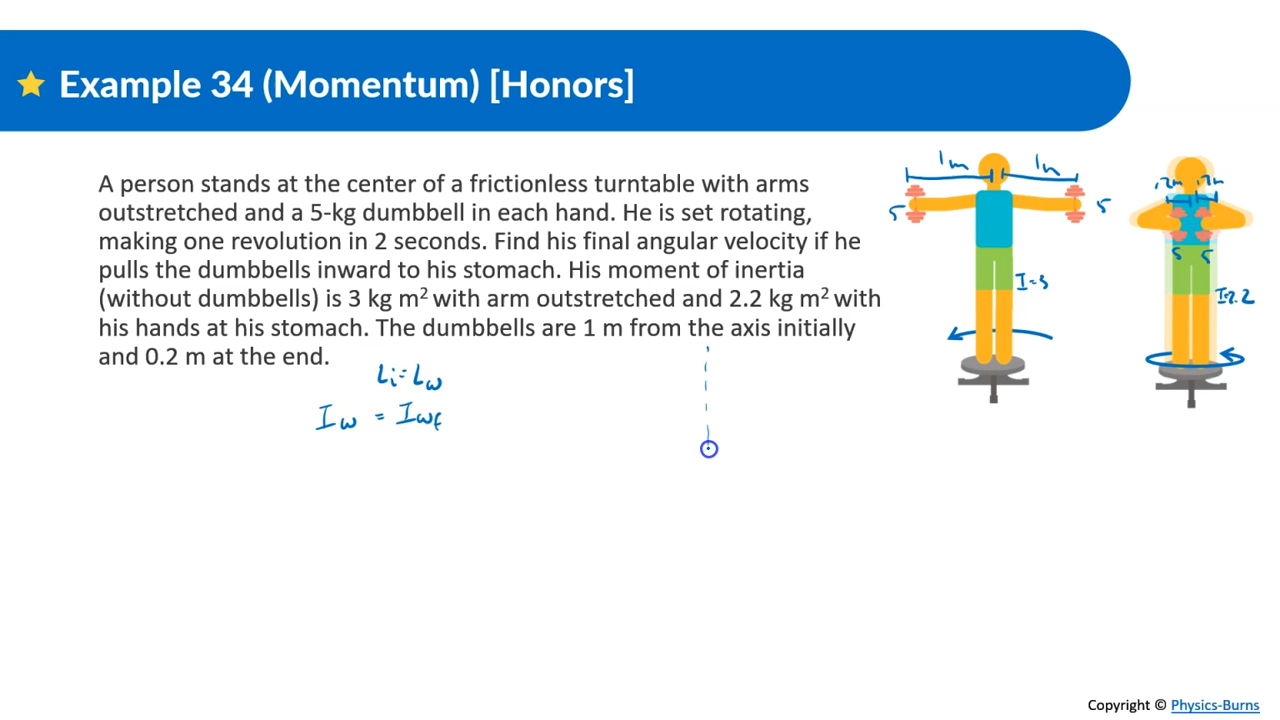 Example 34 (Momentum) [Honors]
A person stands at the center of a frictionless turntable with arms
outstretched and a 5-kg dumbbell in each hand. He is set rotating,
making one revolution in 2 seconds. Find his final angular velocity if he
pulls the dumbbells inward to his stomach. His moment of inertia
(without dumbbells) is 3 kg m² with arm outstretched and 2.2 kg m² with
his hands at his stomach. The dumbbells are 1 m from the axis initially
and 0.2 m at the end.
1m 1m
5 5
I=3
.2m .2m
5 5
I=2.2
Li=Lω
Iω = Iωf
Copyright © Physics-Burns